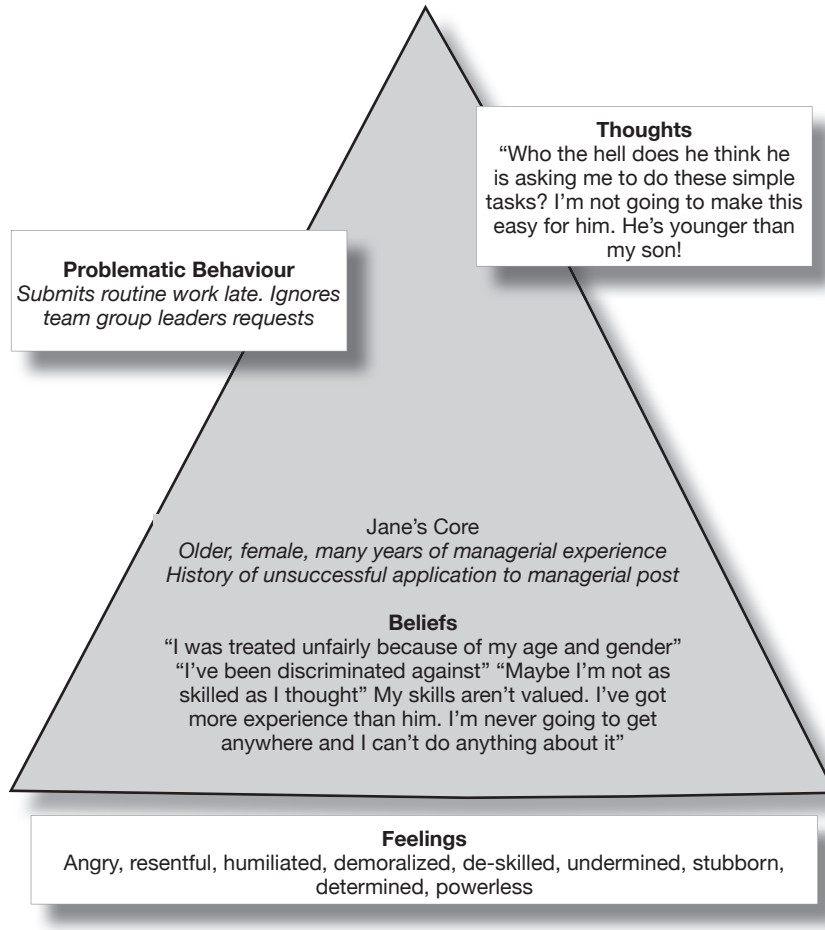 Thoughts
“Who the hell does he think he
is asking me to do these simple
tasks? I’m not going to make this
easy for him. He’s younger than
my son!
Problematic Behaviour
Submits routine work late. Ignores
team group leaders requests
Jane’s Core
Older, female, many years of managerial experience
History of unsuccessful application to managerial post
Beliefs
“I was treated unfairly because of my age and gender”
“I’ve been discriminated against” “Maybe I’m not as
skilled as I thought” My skills aren’t valued. I’ve got
more experience than him. I’m never going to get
anywhere and I can’t do anything about it”
Feelings
Angry, resentful, humiliated, demoralized, de-skilled, undermined, stubborn,
determined, powerless